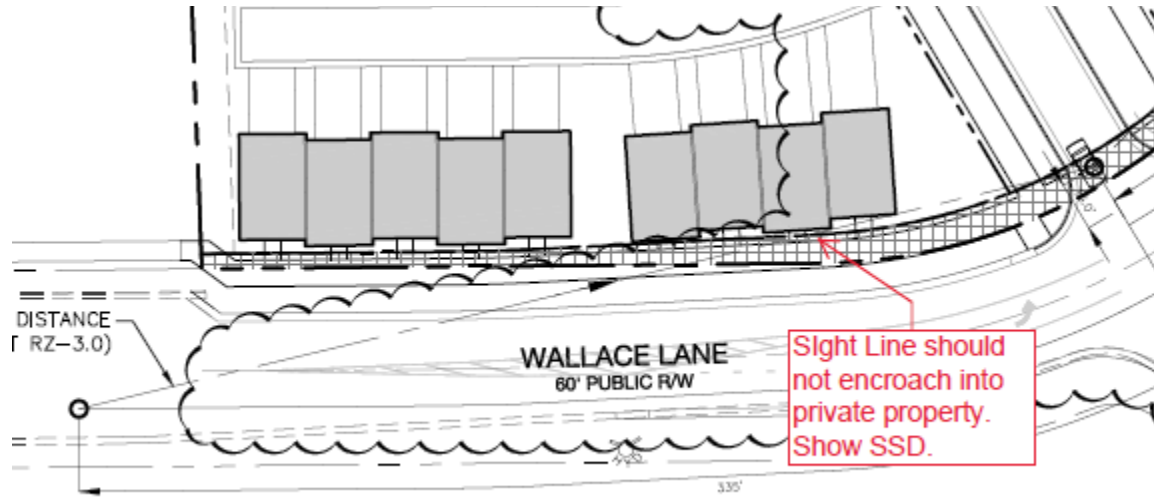 DISTANCE
T RZ-3.0)
WALLACE LANE
60' PUBLIC R/W
SIght Line should
not encroach into
private property.
Show SSD.
335'